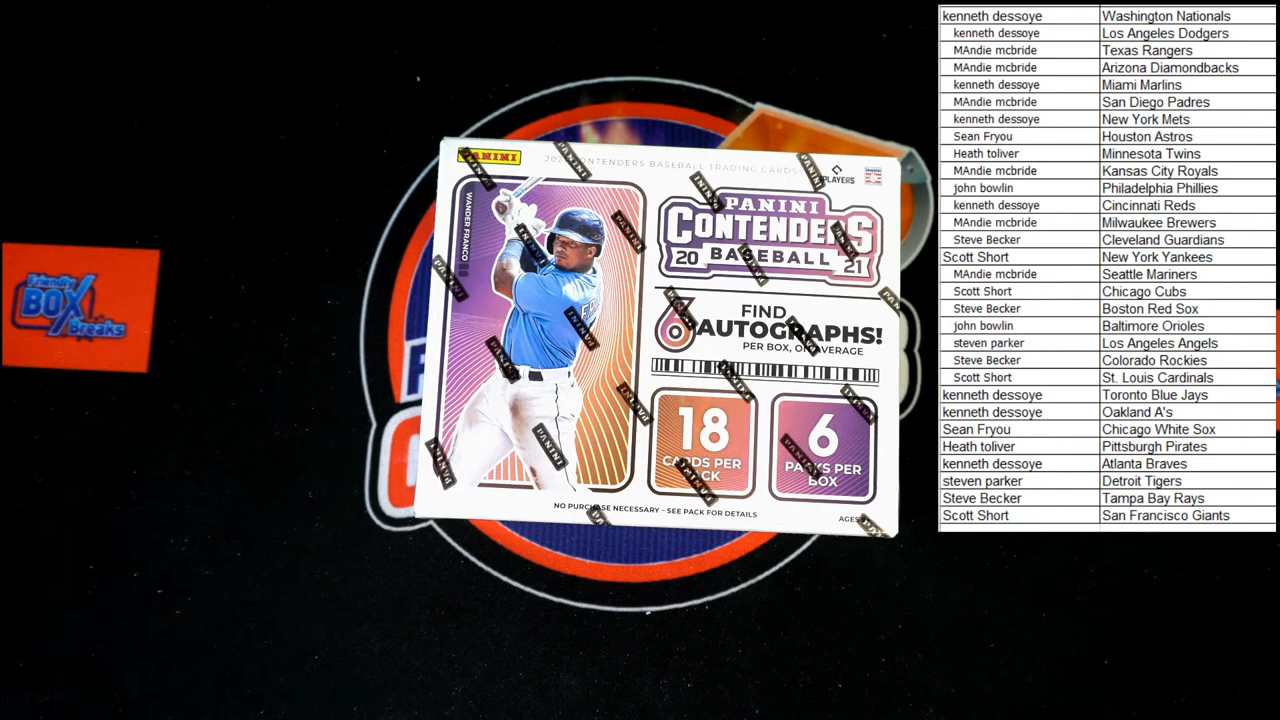 Friendly
BOX
Breaks
PANINI
2021 CONTENDERS BASEBALL TRADING CARDS
PLAYERS
WANDER FRANCO
PANINI
CONTENDERS
20 BASEBALL 21
FIND
6 AUTOGRAPHS!
PER BOX, ON AVERAGE
18
CARDS PER
PACK
6
PACKS PER
BOX
NO PURCHASE NECESSARY – SEE PACK FOR DETAILS
AGES
kenneth dessoye Washington Nationals
kenneth dessoye Los Angeles Dodgers
MAndie mcbride Texas Rangers
MAndie mcbride Arizona Diamondbacks
kenneth dessoye Miami Marlins
MAndie mcbride San Diego Padres
kenneth dessoye New York Mets
Sean Fryou Houston Astros
Heath toliver Minnesota Twins
MAndie mcbride Kansas City Royals
john bowlin Philadelphia Phillies
kenneth dessoye Cincinnati Reds
MAndie mcbride Milwaukee Brewers
Steve Becker Cleveland Guardians
Scott Short New York Yankees
MAndie mcbride Seattle Mariners
Scott Short Chicago Cubs
Steve Becker Boston Red Sox
john bowlin Baltimore Orioles
steven parker Los Angeles Angels
Steve Becker Colorado Rockies
Scott Short St. Louis Cardinals
kenneth dessoye Toronto Blue Jays
kenneth dessoye Oakland A's
Sean Fryou Chicago White Sox
Heath toliver Pittsburgh Pirates
kenneth dessoye Atlanta Braves
steven parker Detroit Tigers
Steve Becker Tampa Bay Rays
Scott Short San Francisco Giants